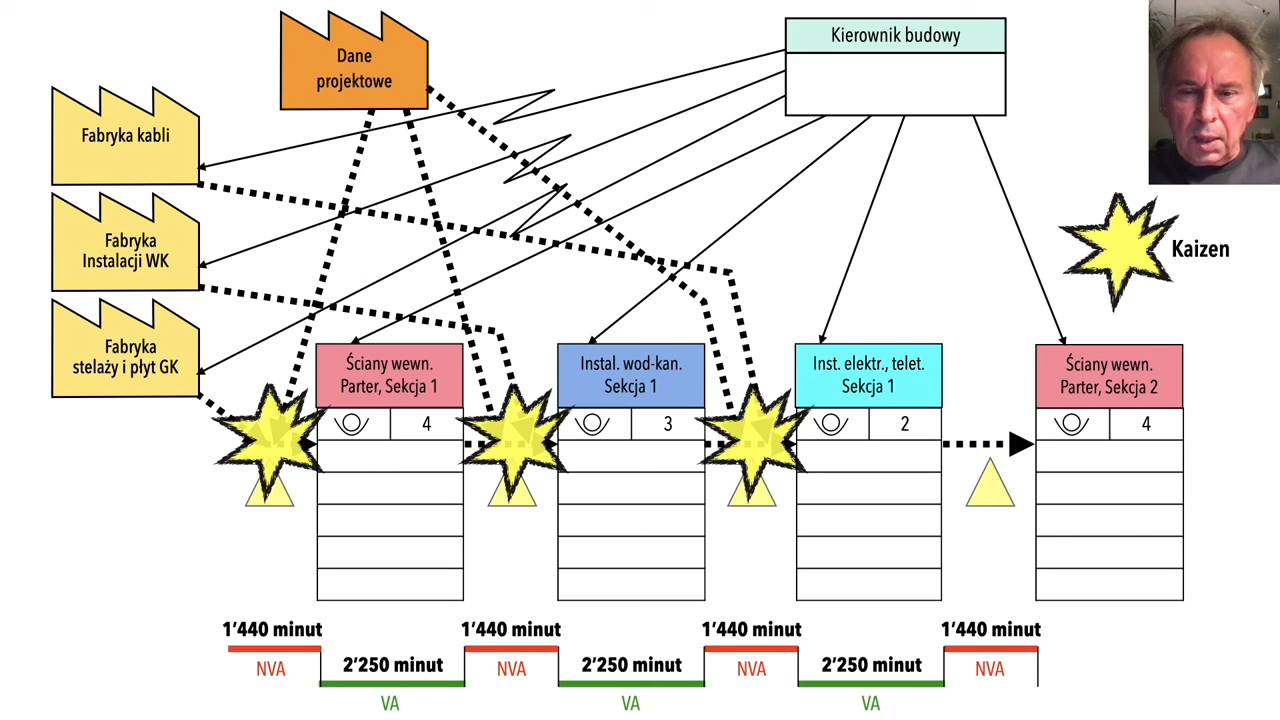 Dane
projektowe
Kierownik budowy
Fabryka kabli
Fabryka
Instalacji WK
Fabryka
stelaży i płyt GK
Kaizen
Ściany wewn.
Parter, Sekcja 1
4
Instal. wod-kan.
Sekcja 1
3
Inst. elektr., telet.
Sekcja 1
2
Ściany wewn.
Parter, Sekcja 2
4
1’440 minut
NVA
2’250 minut
VA
1’440 minut
NVA
2’250 minut
VA
1’440 minut
NVA
2’250 minut
VA
1’440 minut
NVA